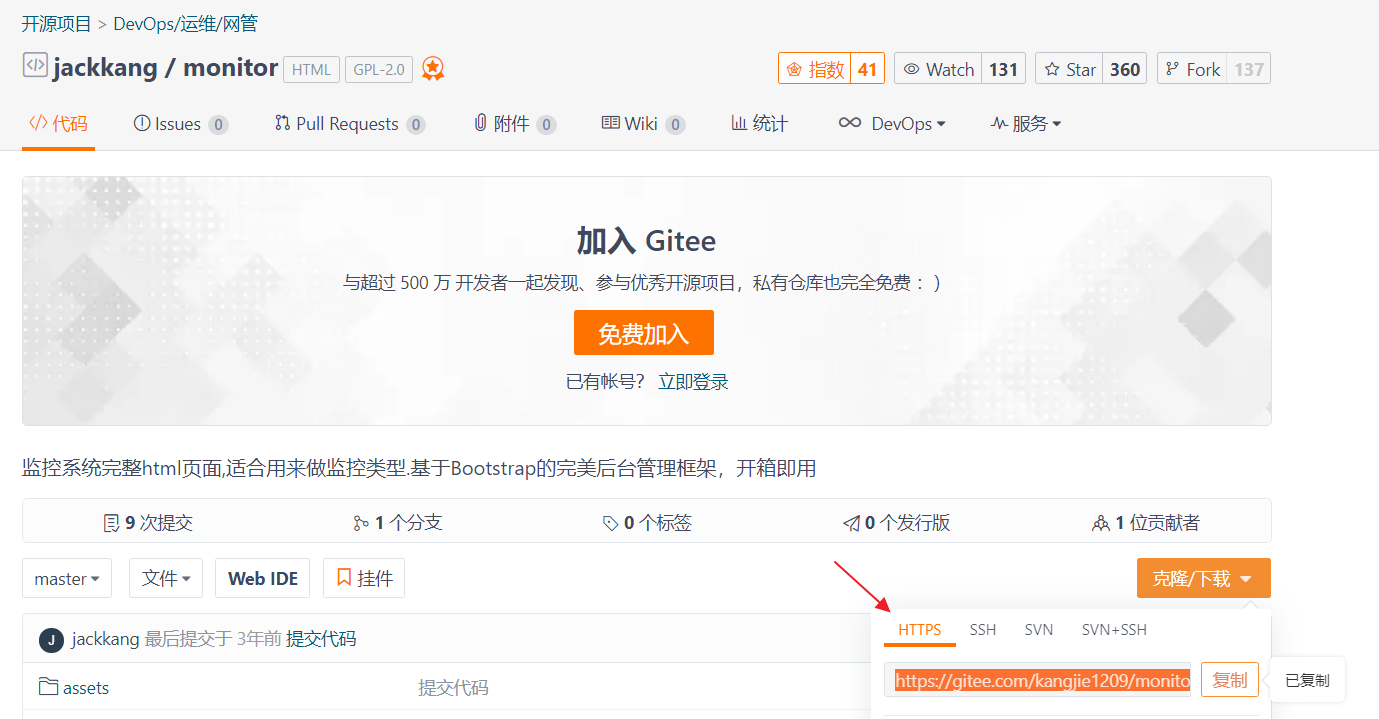 开源项目 > DevOps/运维/网管
jackkang / monitor HTML GPL-2.0 指数 41 Watch 131 Star 360 Fork 137
代码 Issues 0 Pull Requests 0 附件 0 Wiki 0 统计 DevOps 服务
加入 Gitee
与超过 500 万 开发者一起发现、参与优秀开源项目，私有仓库也完全免费 ：）
免费加入
已有帐号？ 立即登录
监控系统完整html页面,适合用来做监控类型.基于Bootstrap的完美后台管理框架，开箱即用
9 次提交 1 个分支 0 个标签 0 个发行版 1 位贡献者
master 文件 Web IDE 挂件 克隆/下载
J jackkang 最后提交于 3年前 提交代码 HTTPS SSH SVN SVN+SSH
assets 提交代码 https://gitee.com/kangjie1209/monito 复制 已复制